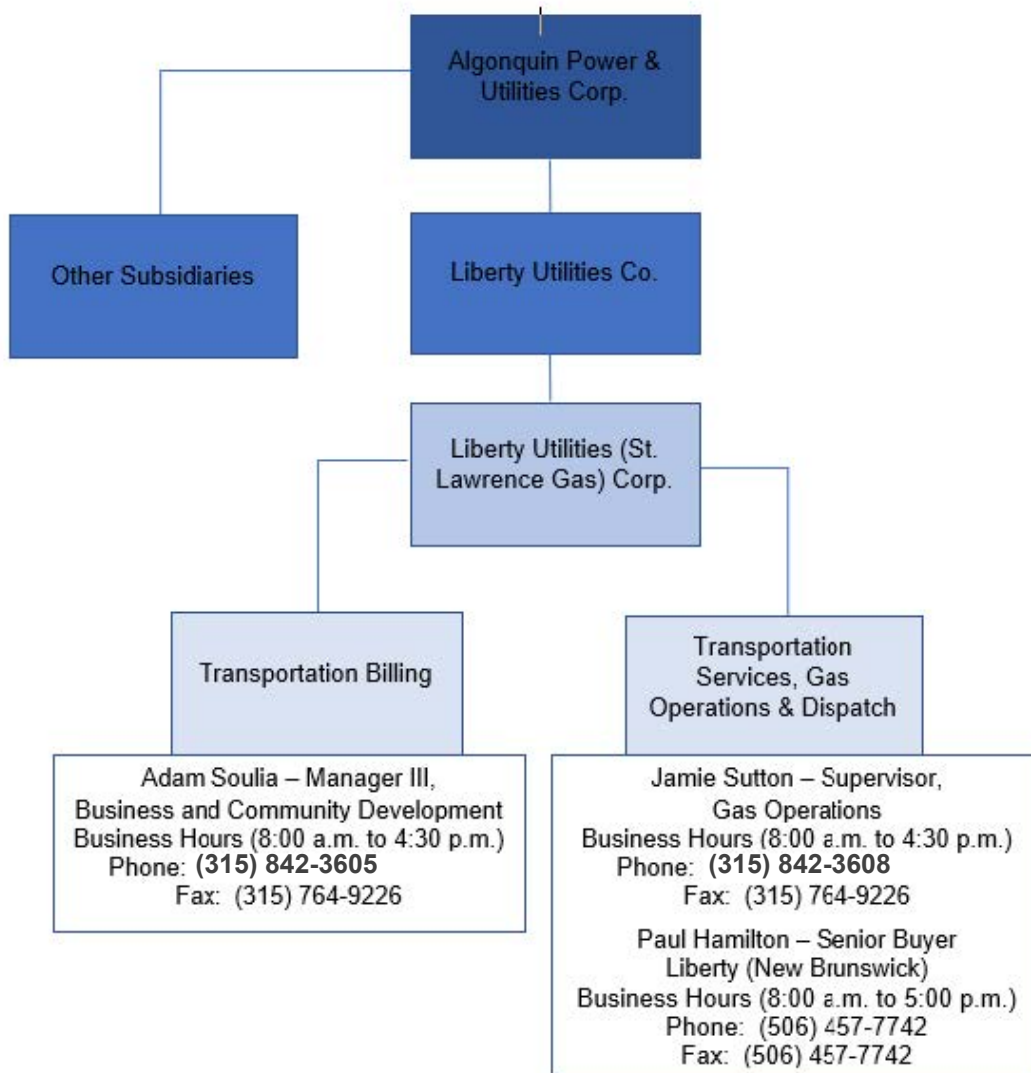 Algonquin Power &
Utilities Corp.
Other Subsidiaries
Liberty Utilities Co.
Liberty Utilities (St.
Lawrence Gas) Corp.
Transportation Billing
Transportation
Services, Gas
Operations & Dispatch
Adam Soulia – Manager III,
Business and Community Development
Business Hours (8:00 a.m. to 4:30 p.m.)
Phone: (315) 842-3605
Fax: (315) 764-9226
Jamie Sutton – Supervisor,
Gas Operations
Business Hours (8:00 a.m. to 4:30 p.m.)
Phone: (315) 842-3608
Fax: (315) 764-9226
Paul Hamilton – Senior Buyer
Liberty (New Brunswick)
Business Hours (8:00 a.m. to 5:00 p.m.)
Phone: (506) 457-7742
Fax: (506) 457-7742